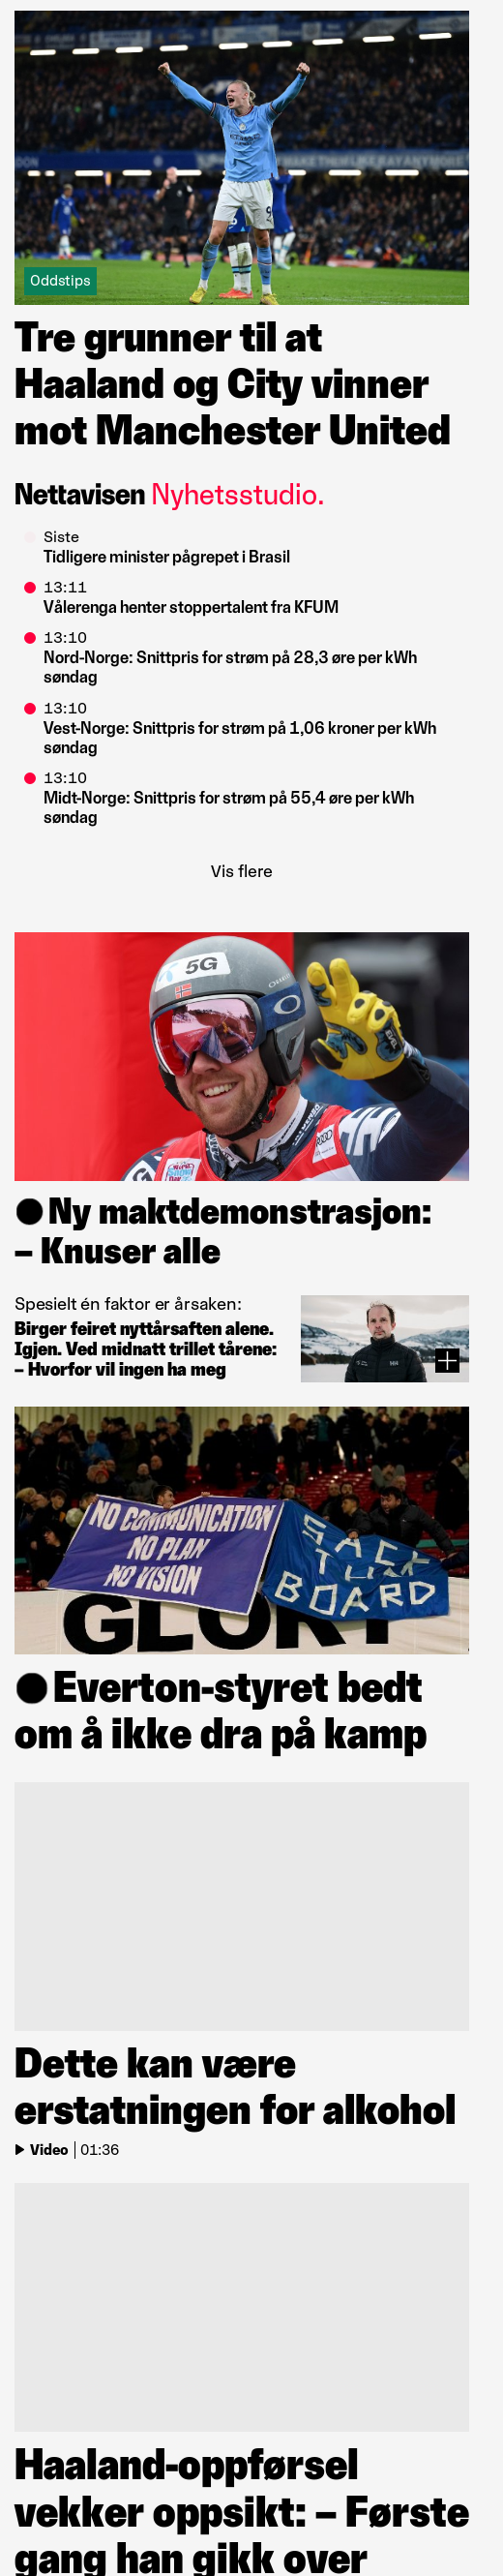 Oddstips
Tre grunner til at
Haaland og City vinner
mot Manchester United
Nettavisen Nyhetsstudio.
Siste
Tidligere minister pågrepet i Brasil
13:11
Vålerenga henter stoppertalent fra KFUM
13:10
Nord-Norge: Snittpris for strøm på 28,3 øre per kWh
søndag
13:10
Vest-Norge: Snittpris for strøm på 1,06 kroner per kWh
søndag
13:10
Midt-Norge: Snittpris for strøm på 55,4 øre per kWh
søndag
Vis flere
5G
Ny maktdemonstrasjon:
– Knuser alle
Spesielt én faktor er årsaken:
Birger feiret nyttårsaften alene.
Igjen. Ved midnatt trillet tårene:
– Hvorfor vil ingen ha meg
NO COMMUNICATION
NO PLAN
NO VISION
SACK
THE
BOARD
GLORY
Everton-styret bedt
om å ikke dra på kamp
Dette kan være
erstatningen for alkohol
Video | 01:36
Haaland-oppførsel
vekker oppsikt: – Første
gang han gikk over